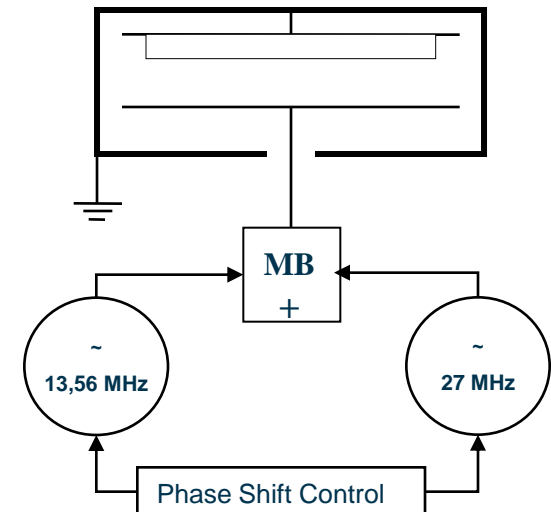 MB
+
~
13,56 MHz
~
27 MHz
Phase Shift Control